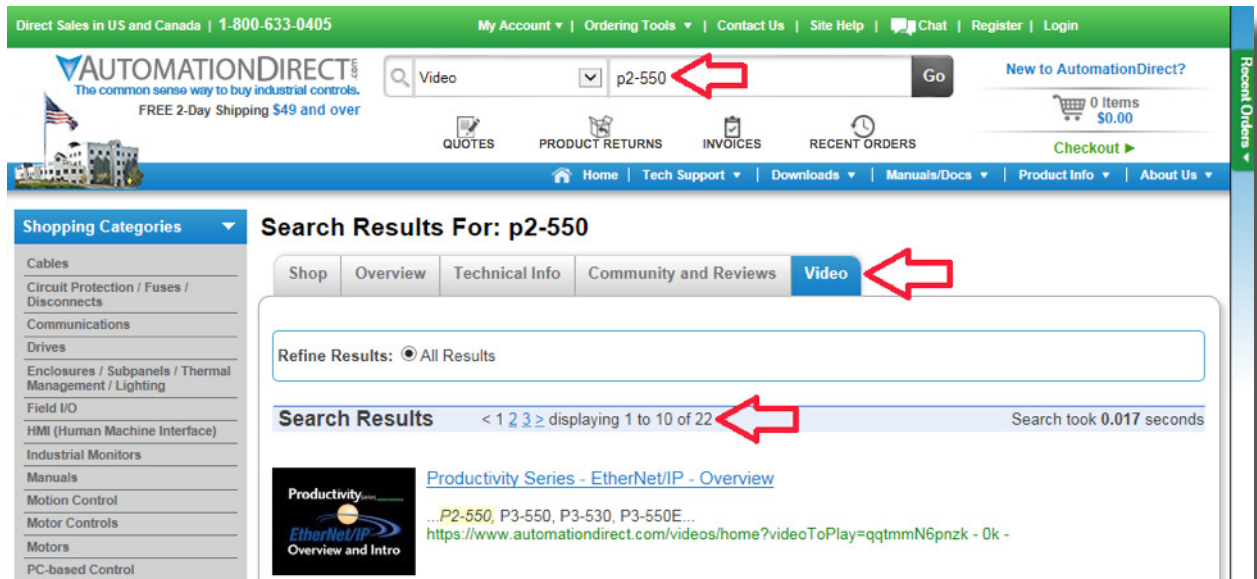 Direct Sales in US and Canada | 1-800-633-0405
My Account ▾ | Ordering Tools ▾ | Contact Us | Site Help | Chat | Register | Login
AUTOMATIONDIRECT.com
The common sense way to buy industrial controls.
FREE 2-Day Shipping $49 and over
Video
p2-550
Go
New to AutomationDirect?
0 Items
$0.00
Checkout ►
QUOTES
PRODUCT RETURNS
INVOICES
RECENT ORDERS
Recent Orders ▾
Home | Tech Support ▾ | Downloads ▾ | Manuals/Docs ▾ | Product Info ▾ | About Us ▾
Shopping Categories
Cables
Circuit Protection / Fuses /
Disconnects
Communications
Drives
Enclosures / Subpanels / Thermal
Management / Lighting
Field I/O
HMI (Human Machine Interface)
Industrial Monitors
Manuals
Motion Control
Motor Controls
Motors
PC-based Control
Search Results For: p2-550
Shop
Overview
Technical Info
Community and Reviews
Video
Refine Results: All Results
Search Results < 1 2 3 > displaying 1 to 10 of 22
Search took 0.017 seconds
Productivity
EtherNet/IP
Overview and Intro
Productivity Series - EtherNet/IP - Overview
...P2-550, P3-550, P3-530, P3-550E...
https://www.automationdirect.com/videos/home?videoToPlay=qqtmmN6pnzk - 0k -